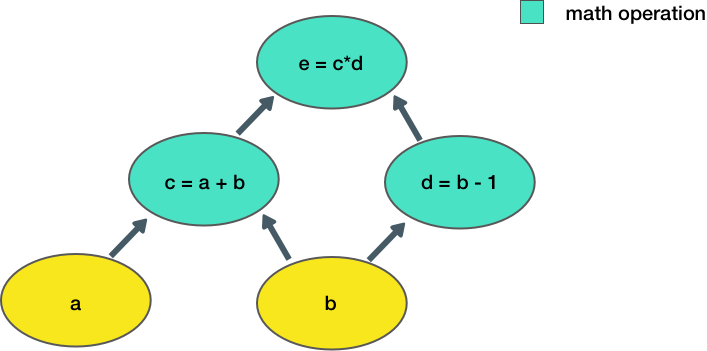 math operation
e = c*d
c = a + b
d = b - 1
a
b